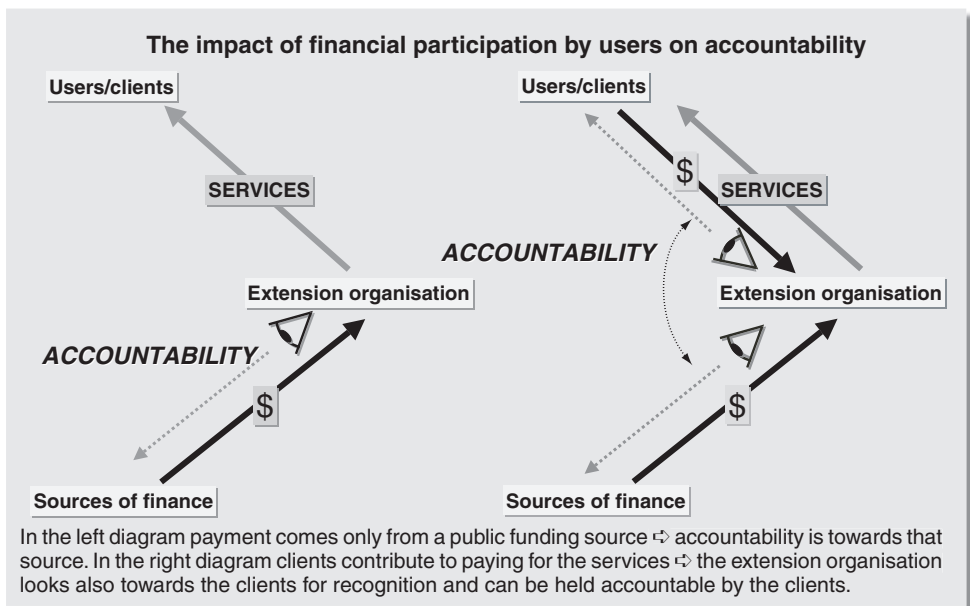 The impact of financial participation by users on accountability
Users/clients
SERVICES
Extension organisation
ACCOUNTABILITY
$
Sources of finance
Users/clients
$
SERVICES
ACCOUNTABILITY
Extension organisation
$
Sources of finance
In the left diagram payment comes only from a public funding source ➪ accountability is towards that
source. In the right diagram clients contribute to paying for the services ➪ the extension organisation
looks also towards the clients for recognition and can be held accountable by the clients.